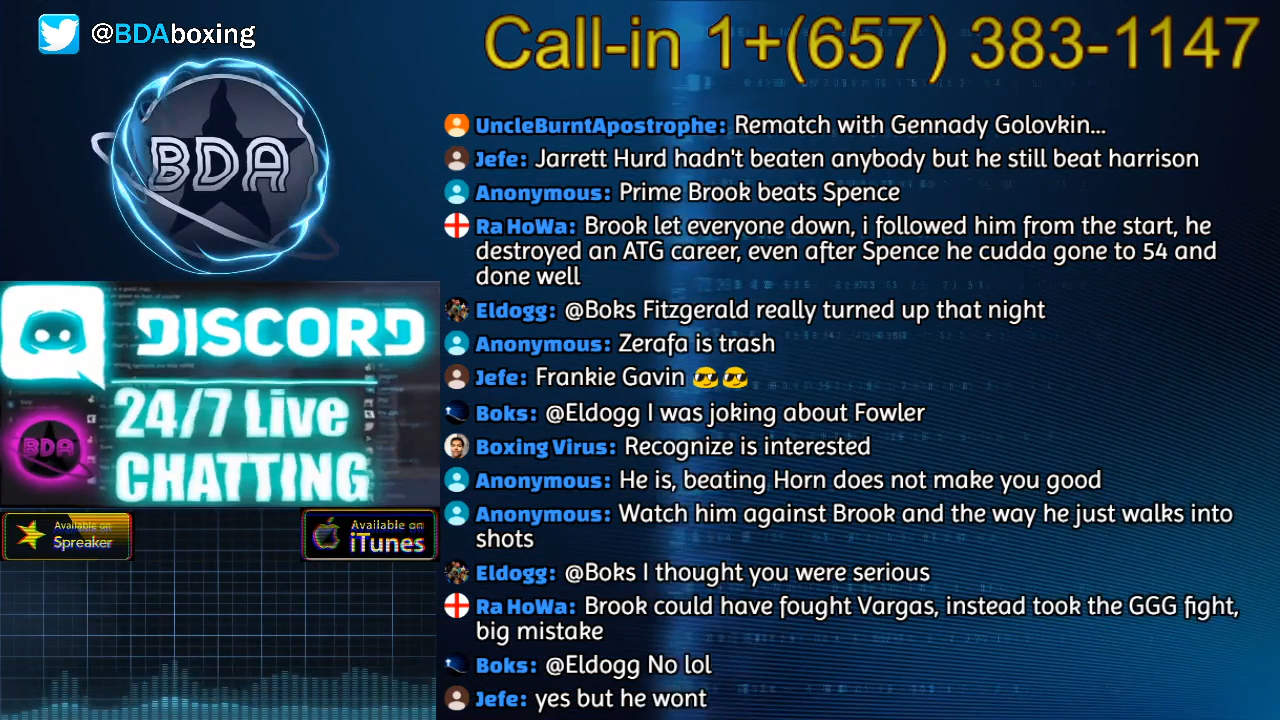 @BDAboxing
Call-in 1+(657) 383-1147
BDA
UncleBurntApostrophe: Rematch with Gennady Golovkin...
Jefe: Jarrett Hurd hadn't beaten anybody but he still beat harrison
Anonymous: Prime Brook beats Spence
Ra HoWa: Brook let everyone down, i followed him from the start, he
destroyed an ATG career, even after Spence he cudda gone to 54 and
done well
Eldogg: @Boks Fitzgerald really turned up that night
Anonymous: Zerafa is trash
Jefe: Frankie Gavin 😎😎
Boks: @Eldogg I was joking about Fowler
Boxing Virus: Recognize is interested
Anonymous: He is, beating Horn does not make you good
Anonymous: Watch him against Brook and the way he just walks into
shots
Eldogg: @Boks I thought you were serious
Ra HoWa: Brook could have fought Vargas, instead took the GGG fight,
big mistake
Boks: @Eldogg No lol
Jefe: yes but he wont
DISCORD
24/7 Live
CHATTING
BDA
Available on
Spreaker
Available on
iTunes